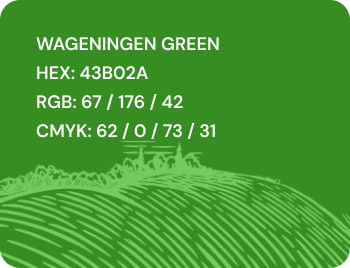 WAGENINGEN GREEN
HEX: 43B02A
RGB: 67 / 176 / 42
CMYK: 62 / 0 / 73 / 31